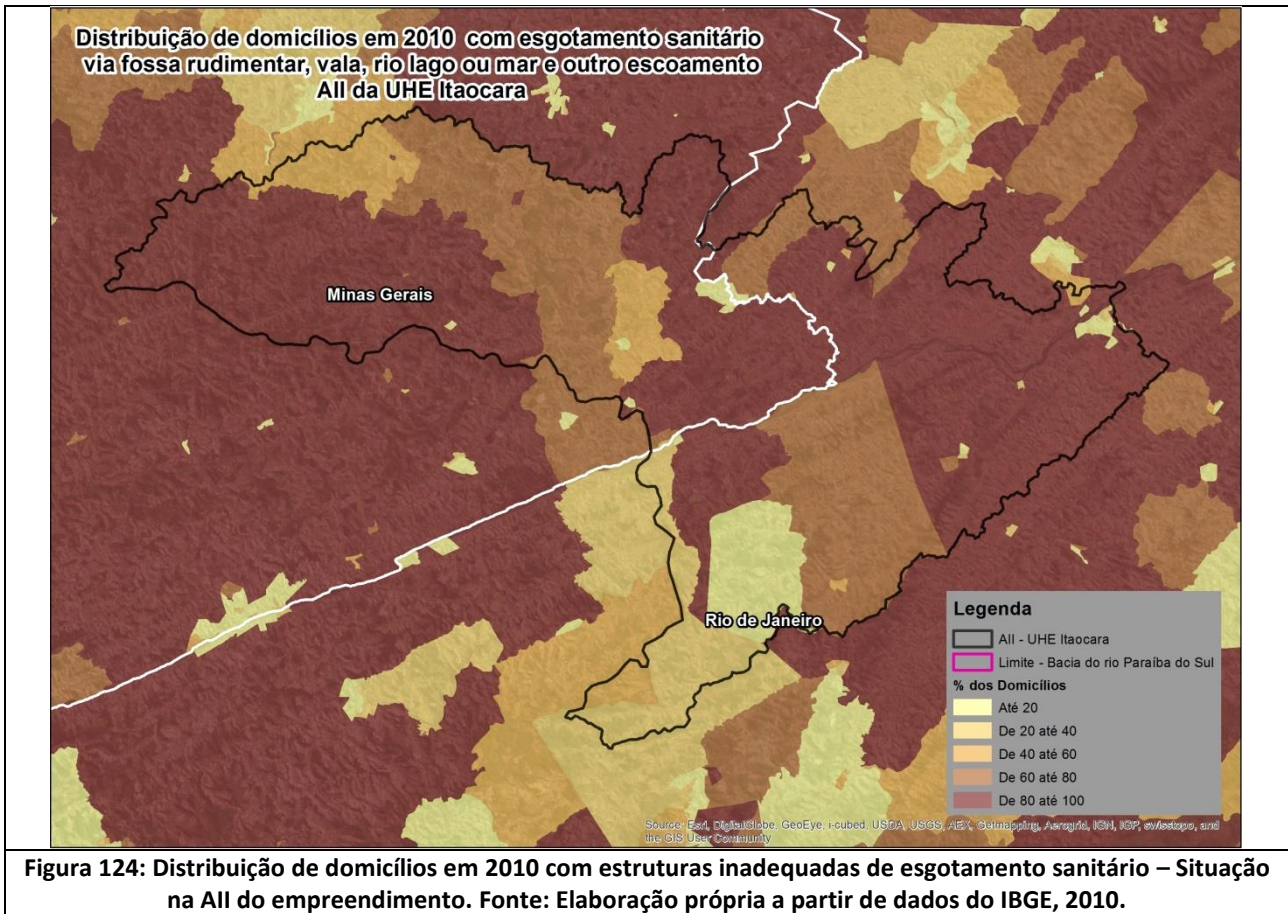 Distribuição de domicílios em 2010 com esgotamento sanitário
via fossa rudimentar, vala, rio lago ou mar e outro escoamento
AII da UHE Itaocara
Minas Gerais
Rio de Janeiro
Legenda
AII - UHE Itaocara
Limite - Bacia do rio Paraíba do Sul
% dos Domicílios
Até 20
De 20 até 40
De 40 até 60
De 60 até 80
De 80 até 100
Source: Esri, DigitalGlobe, GeoEye, i-cubed, USDA, USGS, AEX, Getmapping, Aerogrid, IGN, IGP, swisstopo, and
the GIS User Community
Figura 124: Distribuição de domicílios em 2010 com estruturas inadequadas de esgotamento sanitário – Situação
na AII do empreendimento. Fonte: Elaboração própria a partir de dados do IBGE, 2010.